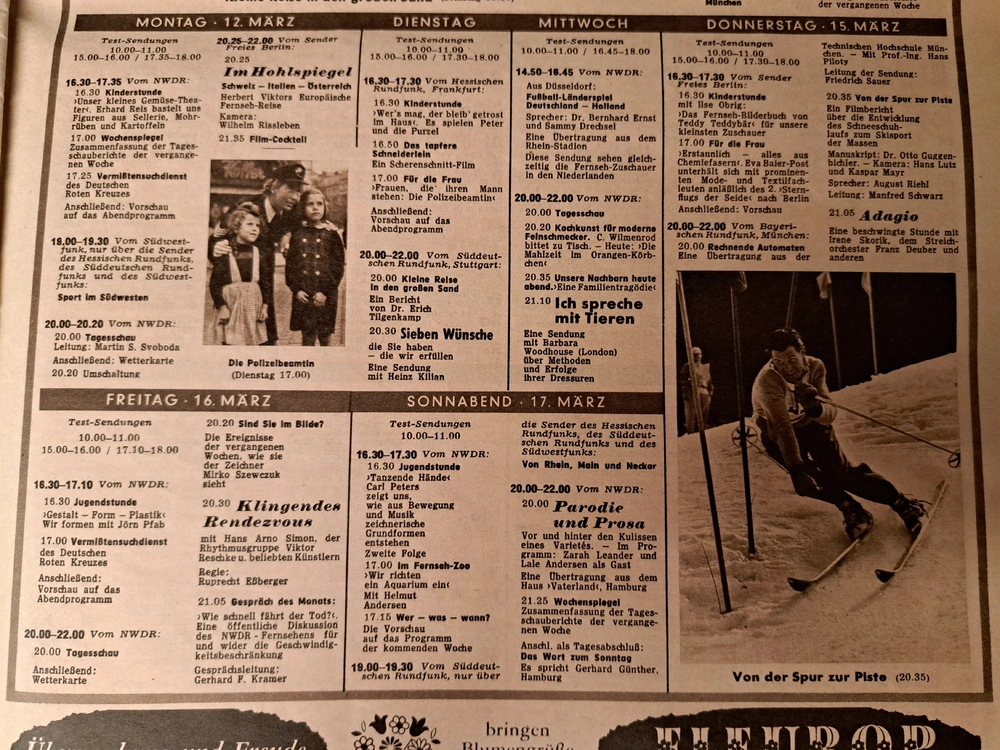 München
der vergangenen Woche
MONTAG · 12. MÄRZ
Test-Sendungen
10.00–11.00
15.00–16.00 / 17.35–18.00
16.30–17.35 Vom NWDR:
16.30 Kinderstunde
›Unser kleines Gemüse-Thea-
ter‹. Erhard Reis bastelt uns
Figuren aus Sellerie, Mohr-
rüben und Kartoffeln
17.00 Wochenspiegel
Zusammenfassung der Tages-
schauberichte der vergange-
nen Woche
17.25 Vermißtensuchdienst
des Deutschen
Roten Kreuzes
Anschließend: Vorschau
auf das Abendprogramm
19.00–19.30 Vom Südwest-
funk, nur über die Sender
des Hessischen Rundfunks,
des Süddeutschen Rund-
funks und des Südwest-
funks:
Sport im Südwesten
20.00–20.20 Vom NWDR:
20.00 Tagesschau
Leitung: Martin S. Svoboda
Anschließend: Wetterkarte
20.20 Umschaltung
20.25–22.00 Vom Sender
Freies Berlin:
20.25
Im Hohlspiegel
Schweiz – Italien – Österreich
Herbert Viktors Europäische
Fernseh-Reise
Kamera:
Wilhelm Rissleben
21.35 Film-Cocktail
Die Polizeibeamtin
(Dienstag 17.00)
DIENSTAG
Test-Sendungen
10.00–11.00
15.00–16.00 / 17.30–18.00
16.30–17.30 Vom Hessischen
Rundfunk, Frankfurt:
16.30 Kinderstunde
›Wer's mag, der bleib' getrost
im Haus‹. Es spielen Peter
und die Purzel
16.50 Das tapfere
Schneiderlein
Ein Scherenschnitt-Film
17.00 Für die Frau
›Frauen, die ihren Mann
stehen: Die Polizeibeamtin‹
Anschließend:
Vorschau auf das
Abendprogramm
20.00–22.00 Vom Süddeut-
schen Rundfunk, Stuttgart:
20.00 Kleine Reise
in den großen Sand
Ein Bericht
von Dr. Erich
Tilgenkamp
20.30 Sieben Wünsche
die Sie haben
– die wir erfüllen
Eine Sendung
mit Heinz Kilian
MITTWOCH
Test-Sendungen
10.00–11.00 / 16.45–18.00
14.50–16.45 Vom NWDR:
Aus Düsseldorf:
Fußball-Länderspiel
Deutschland – Holland
Sprecher: Dr. Bernhard Ernst
und Sammy Drechsel
Eine Übertragung aus dem
Rhein-Stadion
Diese Sendung sehen gleich-
zeitig die Fernseh-Zuschauer
in den Niederlanden
20.00–22.00 Vom NWDR:
20.00 Tagesschau
20.20 Kochkunst für moderne
Feinschmecker. C. Wilmenrod
bittet zu Tisch. – Heute: ›Die
Mahlzeit im Orangen-Körb-
chen‹
20.35 Unsere Nachbarn heute
abend. ›Eine Familientragödie‹
21.10 Ich spreche
mit Tieren
Eine Sendung
mit Barbara
Woodhouse (London)
über Methoden
und Erfolge
ihrer Dressuren
DONNERSTAG · 15. MÄRZ
Test-Sendungen
10.00–11.00
15.00–16.00 / 17.30–18.00
16.30–17.30 Vom Sender
Freies Berlin:
16.30 Kinderstunde
mit Ilse Obrig:
›Das Fernseh-Bilderbuch von
Teddy Teddybär‹ für unsere
kleinsten Zuschauer
17.00 Für die Frau
›Erstaunlich – alles aus
Chemiefasern‹. Eva Baier-Post
unterhält sich mit prominen-
ten Mode- und Textilfach-
leuten anläßlich des 2. ›Stern-
flugs der Seide‹ nach Berlin
Anschließend: Vorschau
20.00–22.00 Vom Bayeri-
schen Rundfunk, München:
20.00 Rechnende Automaten
Eine Übertragung aus der
Technischen Hochschule Mün-
chen. – Mit Prof.-Ing. Hans
Piloty
Leitung der Sendung:
Friedrich Sauer
20.35 Von der Spur zur Piste
Ein Filmbericht
über die Entwicklung
des Schneeschuh-
laufs zum Skisport
der Massen
Manuskript: Dr. Otto Guggen-
bichler. – Kamera: Hans Lutz
und Kaspar Mayr
Sprecher: August Riehl
Leitung: Manfred Schwarz
21.05 Adagio
Eine beschwingte Stunde mit
Irene Skorik, dem Streich-
orchester Franz Deuber und
anderen
Von der Spur zur Piste (20.35)
FREITAG · 16. MÄRZ
Test-Sendungen
10.00–11.00
15.00–16.00 / 17.10–18.00
16.30–17.10 Vom NWDR:
16.30 Jugendstunde
›Gestalt – Form – Plastik‹
Wir formen mit Jörn Pfab
17.00 Vermißtensuchdienst
des Deutschen
Roten Kreuzes
Anschließend:
Vorschau auf das
Abendprogramm
20.00–22.00 Vom NWDR:
20.00 Tagesschau
Anschließend:
Wetterkarte
20.20 Sind Sie im Bilde?
Die Ereignisse
der vergangenen
Wochen, wie sie
der Zeichner
Mirko Szewczuk
sieht
20.30 Klingendes
Rendezvous
mit Hans Arno Simon, der
Rhythmusgruppe Viktor
Reschke u. beliebten Künstlern
Regie:
Ruprecht Eßberger
21.05 Gespräch des Monats:
›Wie schnell fährt der Tod?‹.
Eine öffentliche Diskussion
des NWDR-Fernsehens für
und wider die Geschwindig-
keitsbeschränkung
Gesprächsleitung:
Gerhard F. Kramer
SONNABEND · 17. MÄRZ
Test-Sendungen
10.00–11.00
16.30–17.30 Vom NWDR:
16.30 Jugendstunde
›Tanzende Hände‹
Carl Peters
zeigt uns,
wie aus Bewegung
und Musik
zeichnerische
Grundformen
entstehen
Zweite Folge
17.00 Im Fernseh-Zoo
›Wir richten
ein Aquarium ein‹
Mit Helmut
Andersen
17.15 Wer – was – wann?
Die Vorschau
auf das Programm
der kommenden Woche
19.00–19.30 Vom Süddeut-
schen Rundfunk, nur über
die Sender des Hessischen
Rundfunks, des Süddeut-
schen Rundfunks und des
Südwestfunks:
Von Rhein, Main und Neckar
20.00–22.00 Vom NWDR:
20.00 Parodie
und Prosa
Vor und hinter den Kulissen
eines Varietés. – Im Pro-
gramm: Zarah Leander und
Lale Andersen als Gast
Eine Übertragung aus dem
Haus ›Vaterland‹, Hamburg
21.25 Wochenspiegel
Zusammenfassung der Tages-
schauberichte der vergange-
nen Woche
Anschl. als Tagesabschluß:
Das Wort zum Sonntag
Es spricht Gerhard Günther,
Hamburg
bringen
Blumengrüße
FLEUROP